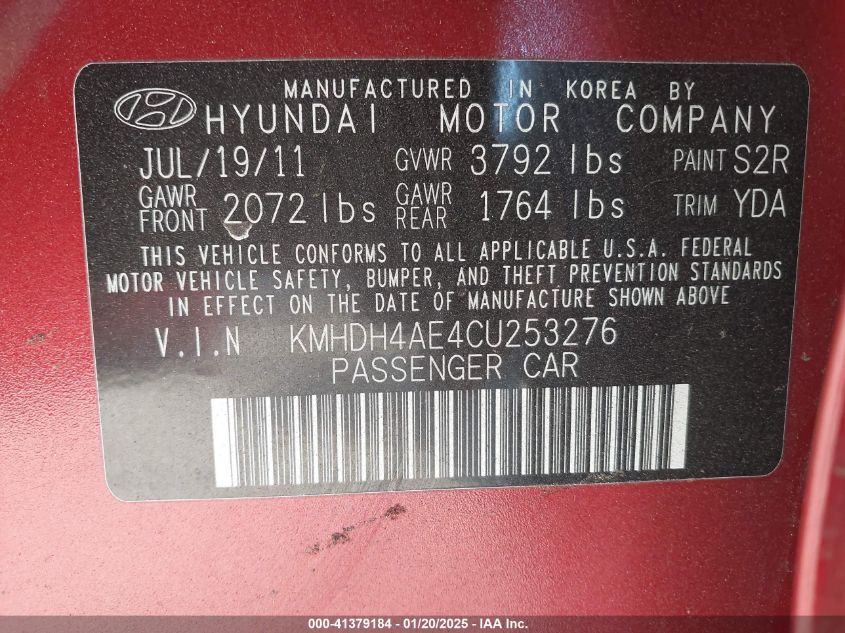 MANUFACTURED IN KOREA BY
HYUNDAI MOTOR COMPANY
JUL/19/11 GVWR 3792 lbs PAINT S2R
GAWR FRONT 2072 lbs GAWR REAR 1764 lbs TRIM YDA
THIS VEHICLE CONFORMS TO ALL APPLICABLE U.S.A. FEDERAL
MOTOR VEHICLE SAFETY, BUMPER, AND THEFT PREVENTION STANDARDS
IN EFFECT ON THE DATE OF MANUFACTURE SHOWN ABOVE
V.I.N KMHDH4AE4CU253276
PASSENGER CAR
000-41379184 - 01/20/2025 - IAA Inc.